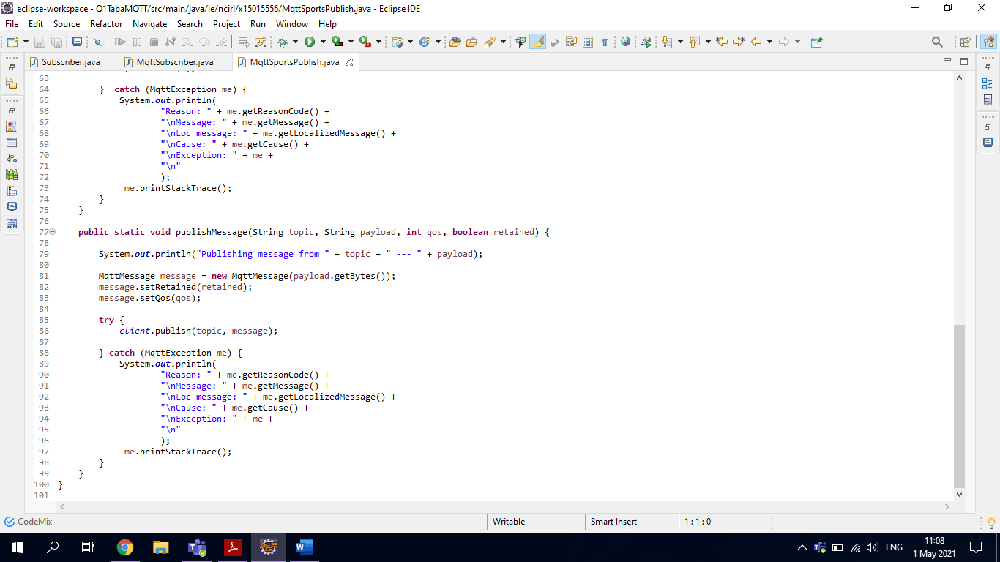 eclipse-workspace - Q1TabaMQTT/src/main/java/ie/ncirl/x15015556/MqttSportsPublish.java - Eclipse IDE
File Edit Source Refactor Navigate Search Project Run Window Help
Subscriber.java MqttSubscriber.java MqttSportsPublish.java
63
64 } catch (MqttException me) {
65 System.out.println(
66 "Reason: " + me.getReasonCode() +
67 "\nMessage: " + me.getMessage() +
68 "\nLoc message: " + me.getLocalizedMessage() +
69 "\nCause: " + me.getCause() +
70 "\nException: " + me +
71 "\n"
72 );
73 me.printStackTrace();
74 }
75 }
76
77 public static void publishMessage(String topic, String payload, int qos, boolean retained) {
78
79 System.out.println("Publishing message from " + topic + " --- " + payload);
80
81 MqttMessage message = new MqttMessage(payload.getBytes());
82 message.setRetained(retained);
83 message.setQos(qos);
84
85 try {
86 client.publish(topic, message);
87
88 } catch (MqttException me) {
89 System.out.println(
90 "Reason: " + me.getReasonCode() +
91 "\nMessage: " + me.getMessage() +
92 "\nLoc message: " + me.getLocalizedMessage() +
93 "\nCause: " + me.getCause() +
94 "\nException: " + me +
95 "\n"
96 );
97 me.printStackTrace();
98 }
99 }
100 }
101
CodeMix Writable Smart Insert 1 : 1 : 0
ENG 11:08
1 May 2021